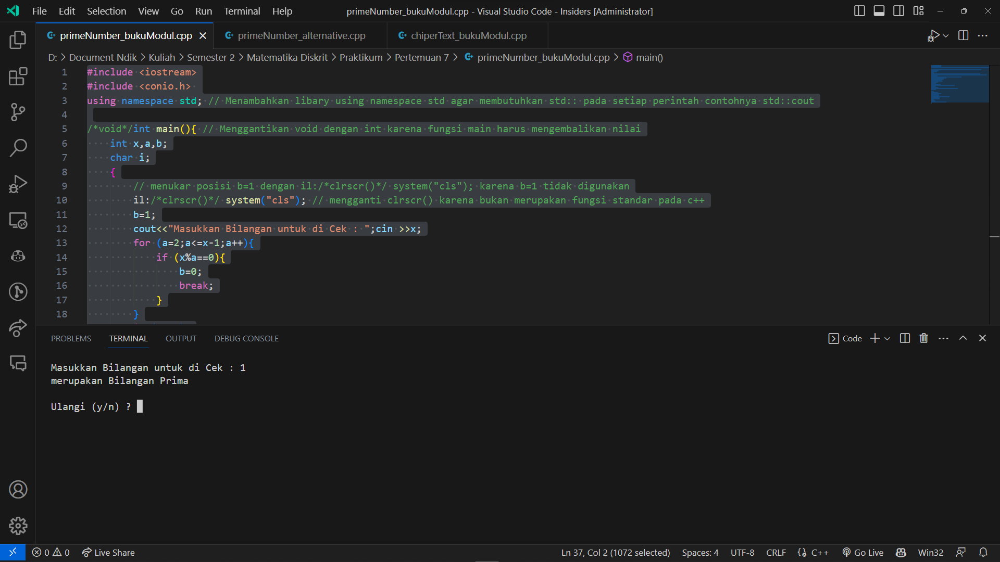 File Edit Selection View Go Run Terminal Help
primeNumber_bukuModul.cpp - Visual Studio Code - Insiders [Administrator]
primeNumber_bukuModul.cpp
primeNumber_alternative.cpp
chiperText_bukuModul.cpp
D: > Document Ndik > Kuliah > Semester 2 > Matematika Diskrit > Praktikum > Pertemuan 7 > primeNumber_bukuModul.cpp > main()
1 #include <iostream>
2 #include <conio.h>
3 using namespace std; // Menambahkan libary using namespace std agar membutuhkan std:: pada setiap perintah contohnya std::cout
4
5 /*void*/int main(){ // Menggantikan void dengan int karena fungsi main harus mengembalikan nilai
6 int x,a,b;
7 char i;
8 {
9 // menukar posisi b=1 dengan il:/*clrscr()*/ system("cls"); karena b=1 tidak digunakan
10 il:/*clrscr()*/ system("cls"); // mengganti clrscr() karena bukan merupakan fungsi standar pada c++
11 b=1;
12 cout<<"Masukkan Bilangan untuk di Cek : ";cin >>x;
13 for (a=2;a<=x-1;a++){
14 if (x%a==0){
15 b=0;
16 break;
17 }
18 }
PROBLEMS TERMINAL OUTPUT DEBUG CONSOLE
Code
Masukkan Bilangan untuk di Cek : 1
merupakan Bilangan Prima
Ulangi (y/n) ?
0 0 Live Share
Ln 37, Col 2 (1072 selected) Spaces: 4 UTF-8 CRLF C++ Go Live Win32